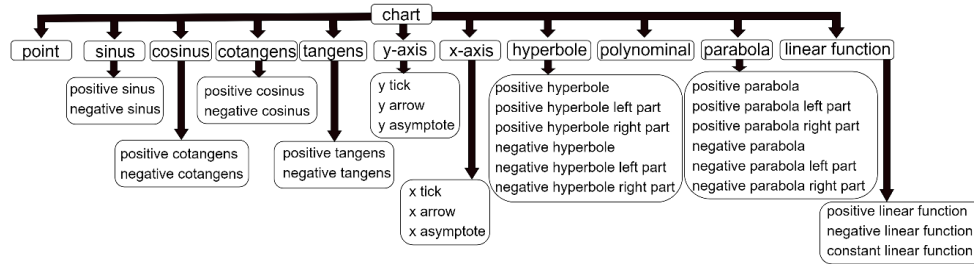 chart
point
sinus
cosinus
cotangens
tangens
y-axis
x-axis
hyperbole
polynominal
parabola
linear function
positive sinus
negative sinus
positive cotangens
negative cotangens
positive cosinus
negative cosinus
positive tangens
negative tangens
y tick
y arrow
y asymptote
x tick
x arrow
x asymptote
positive hyperbole
positive hyperbole left part
positive hyperbole right part
negative hyperbole
negative hyperbole left part
negative hyperbole right part
positive parabola
positive parabola left part
positive parabola right part
negative parabola
negative parabola left part
negative parabola right part
positive linear function
negative linear function
constant linear function